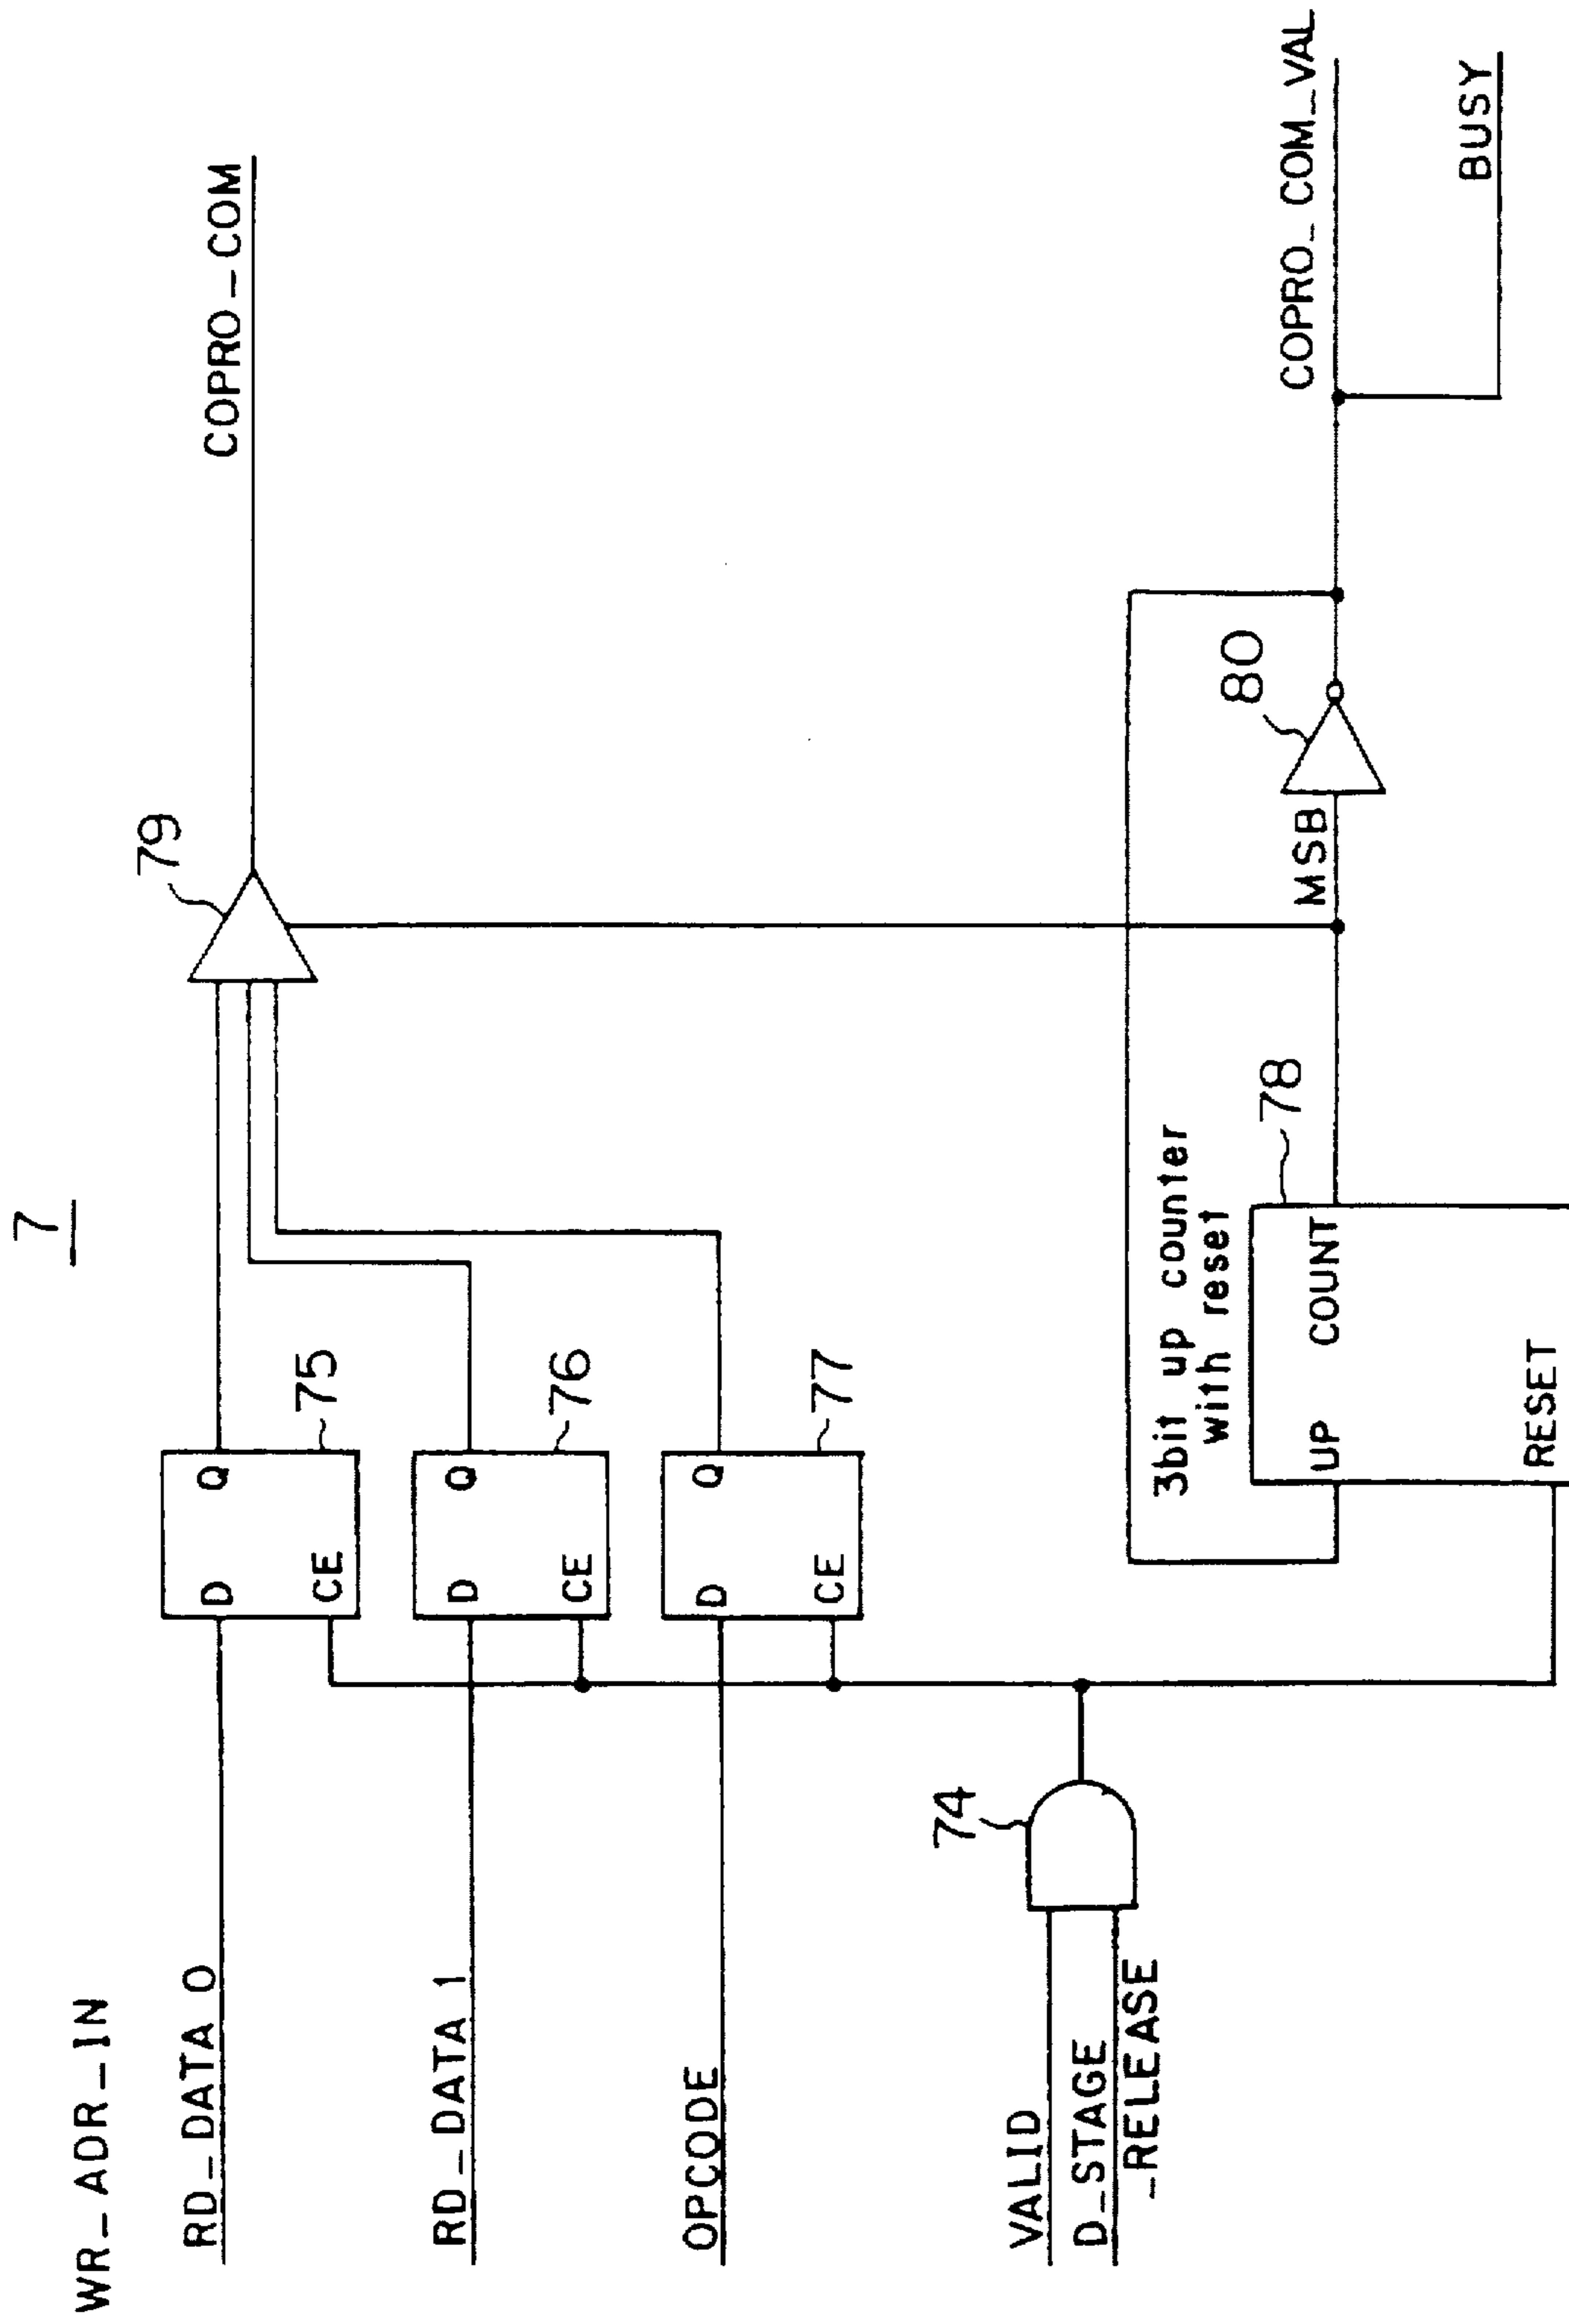 7
WR_ADR_IN
RD_DATA 0
D Q
CE
75
79
COPRO_COM
RD_DATA 1
D Q
CE
76
OPCODE
D Q
CE
77
VALID
D_STAGE
_RELEASE
74
3bit up counter
with reset
78
UP COUNT
RESET
MSB
80
COPRO_COM_VAL
BUSY